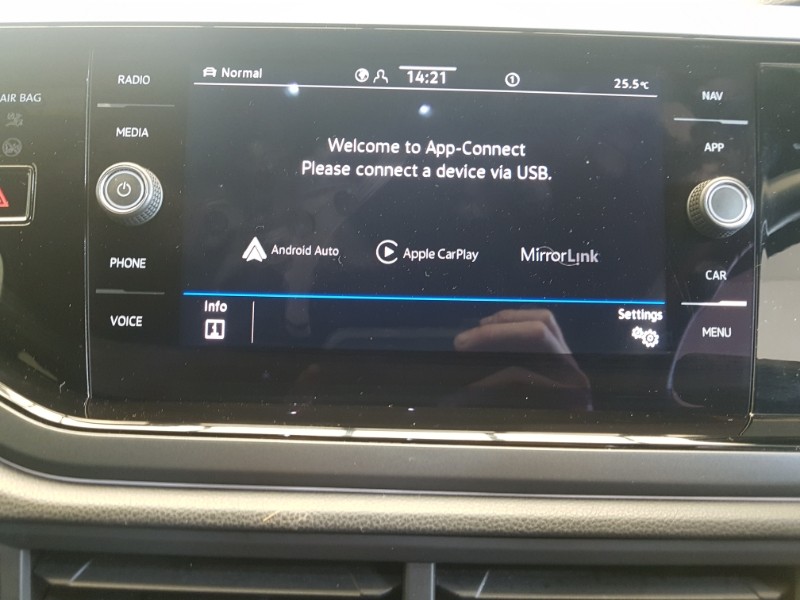 AIR BAG
RADIO
MEDIA
PHONE
VOICE
Normal
14:21
1
25.5°C
Welcome to App-Connect
Please connect a device via USB.
Android Auto
Apple CarPlay
MirrorLink
Info
Settings
NAV
APP
CAR
MENU